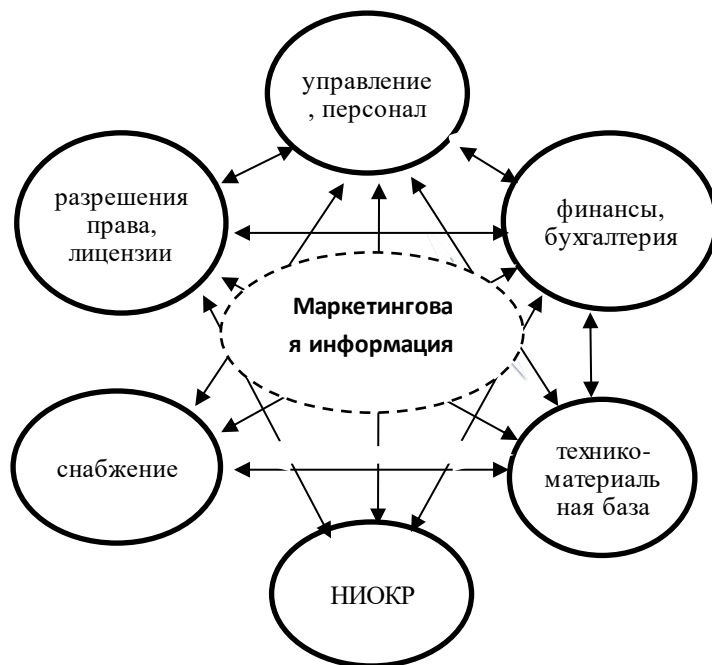 управление
, персонал
разрешения
права,
лицензии
финансы,
бухгалтерия
Маркетингова
я информация
снабжение
технико-
материаль
ная база
НИОКР